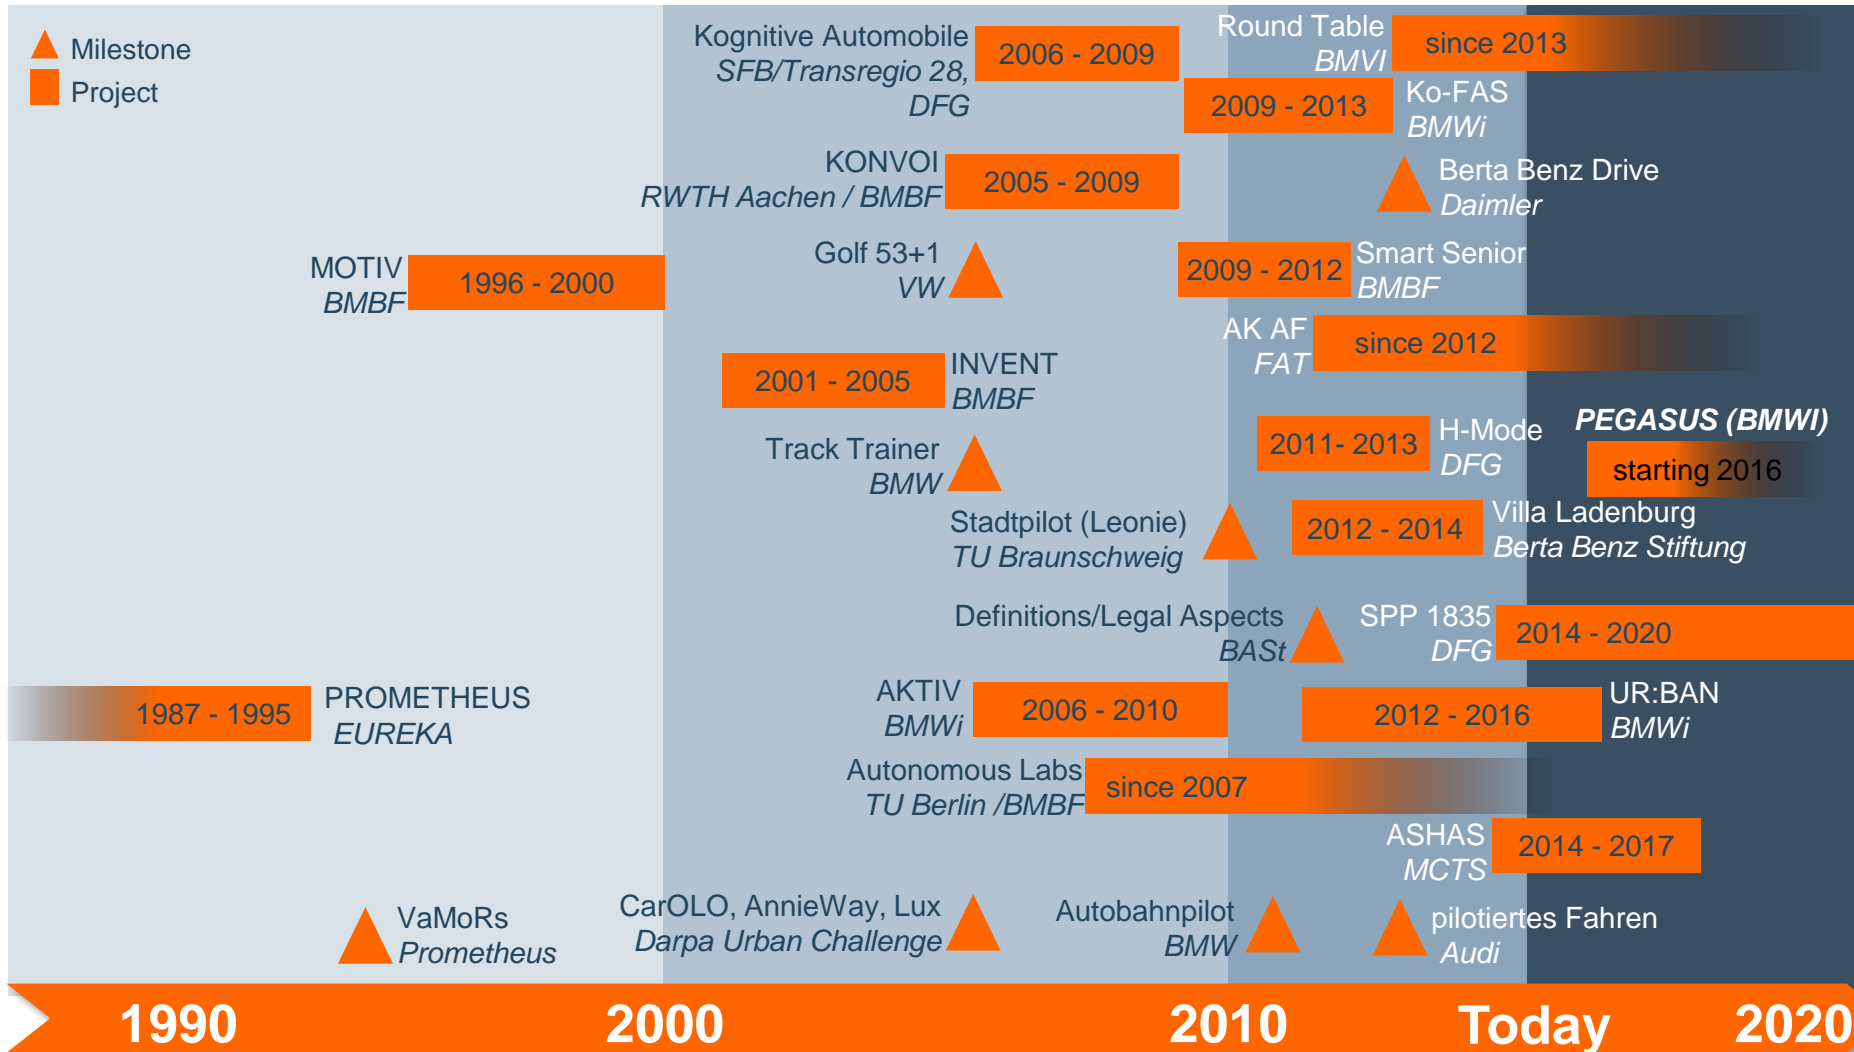 Milestone
Project
Kognitive Automobile
SFB/Transregio 28,
DFG
2006 - 2009
Round Table
BMVI
since 2013
2009 - 2013
Ko-FAS
BMWi
KONVOI
RWTH Aachen / BMBF
2005 - 2009
Berta Benz Drive
Daimler
MOTIV
BMBF
1996 - 2000
Golf 53+1
VW
2009 - 2012
Smart Senior
BMBF
AK AF
FAT
since 2012
2001 - 2005
INVENT
BMBF
Track Trainer
BMW
2011- 2013
H-Mode
DFG
PEGASUS (BMWI)
starting 2016
Stadtpilot (Leonie)
TU Braunschweig
2012 - 2014
Villa Ladenburg
Berta Benz Stiftung
Definitions/Legal Aspects
BASt
SPP 1835
DFG
2014 - 2020
1987 - 1995
PROMETHEUS
EUREKA
AKTIV
BMWi
2006 - 2010
2012 - 2016
UR:BAN
BMWi
Autonomous Labs
TU Berlin /BMBF
since 2007
ASHAS
MCTS
2014 - 2017
VaMoRs
Prometheus
CarOLO, AnnieWay, Lux
Darpa Urban Challenge
Autobahnpilot
BMW
pilotiertes Fahren
Audi
1990
2000
2010
Today
2020